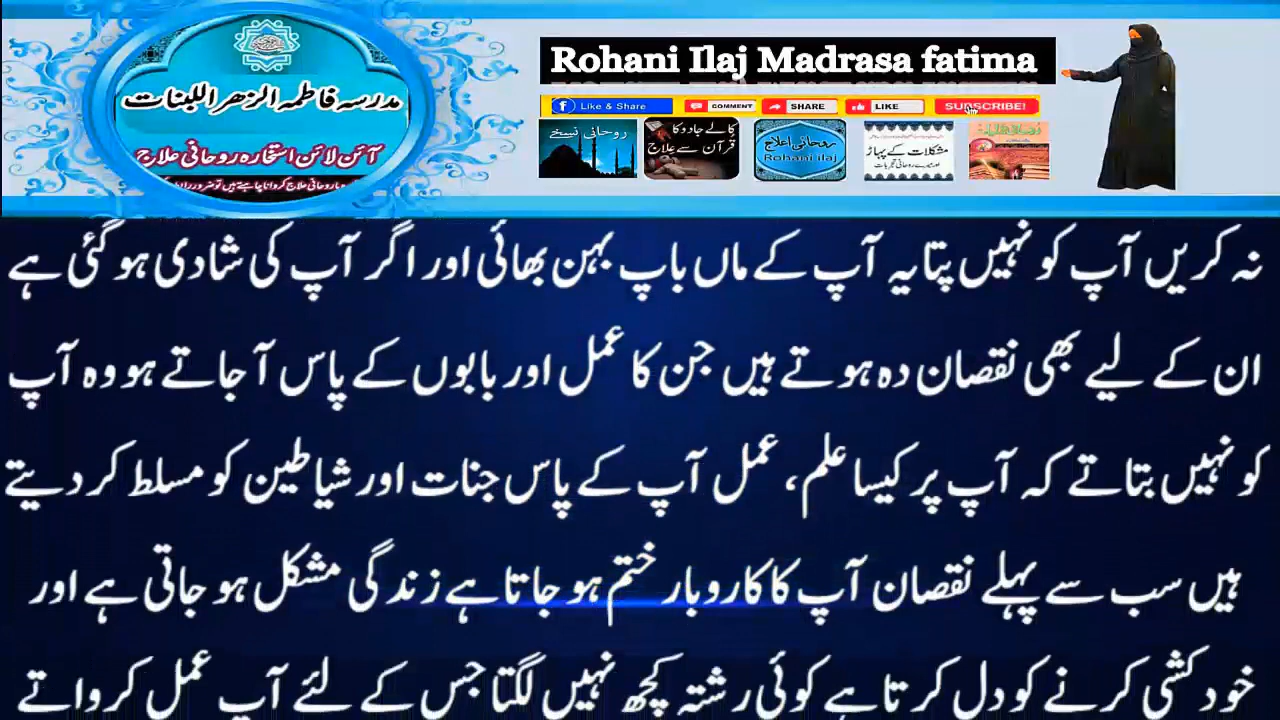 مدرسہ فاطمہ الزھرا للبنات
آئن لائن استخارہ روحانی علاج
Rohani Ilaj Madrasa fatima
Like & Share
COMMENT
SHARE
LIKE
SUBSCRIBE!
روحانی نسخے
کالے جادو کا
قرآن سے علاج
روحانی علاج
Rohani ilaj
مشکلات کے پہاڑ
نہ کریں آپ کو نہیں پتا یہ آپ کے ماں باپ بہن بھائی اور اگر آپ کی شادی ہو گئی ہے
ان کے لیے بھی نقصان دہ ہوتے ہیں جن کا عمل اور بابوں کے پاس آ جاتے ہو وہ آپ
کو نہیں بتاتے کہ آپ پر کیسا علم، عمل آپ کے پاس جنات اور شیاطین کو مسلط کر دیتے
ہیں سب سے پہلے نقصان آپ کا کاروبار ختم ہو جاتا ہے زندگی مشکل ہو جاتی ہے اور
خودکشی کرنے کو دل کرتا ہے کوئی رشتہ کچھ نہیں لگتا جس کے لئے آپ عمل کرواتے